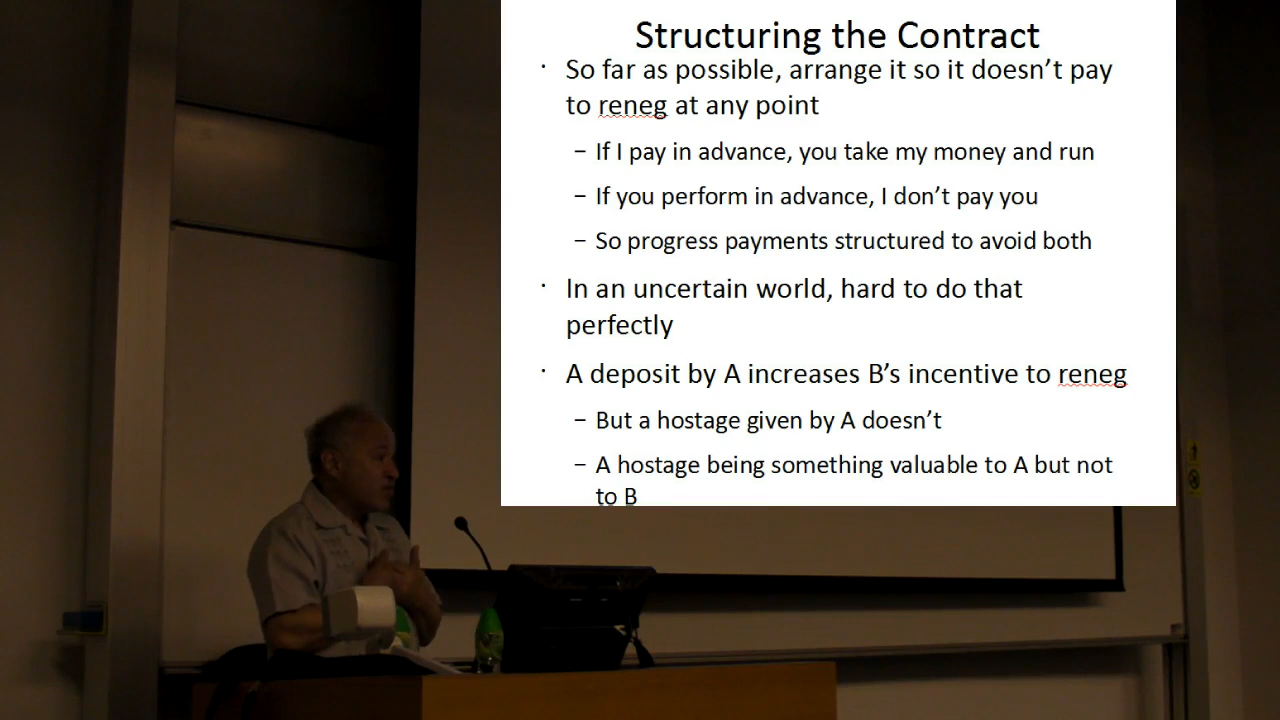 Structuring the Contract
· So far as possible, arrange it so it doesn’t pay
to reneg at any point
– If I pay in advance, you take my money and run
– If you perform in advance, I don’t pay you
– So progress payments structured to avoid both
· In an uncertain world, hard to do that
perfectly
· A deposit by A increases B’s incentive to reneg
– But a hostage given by A doesn’t
– A hostage being something valuable to A but not
to B